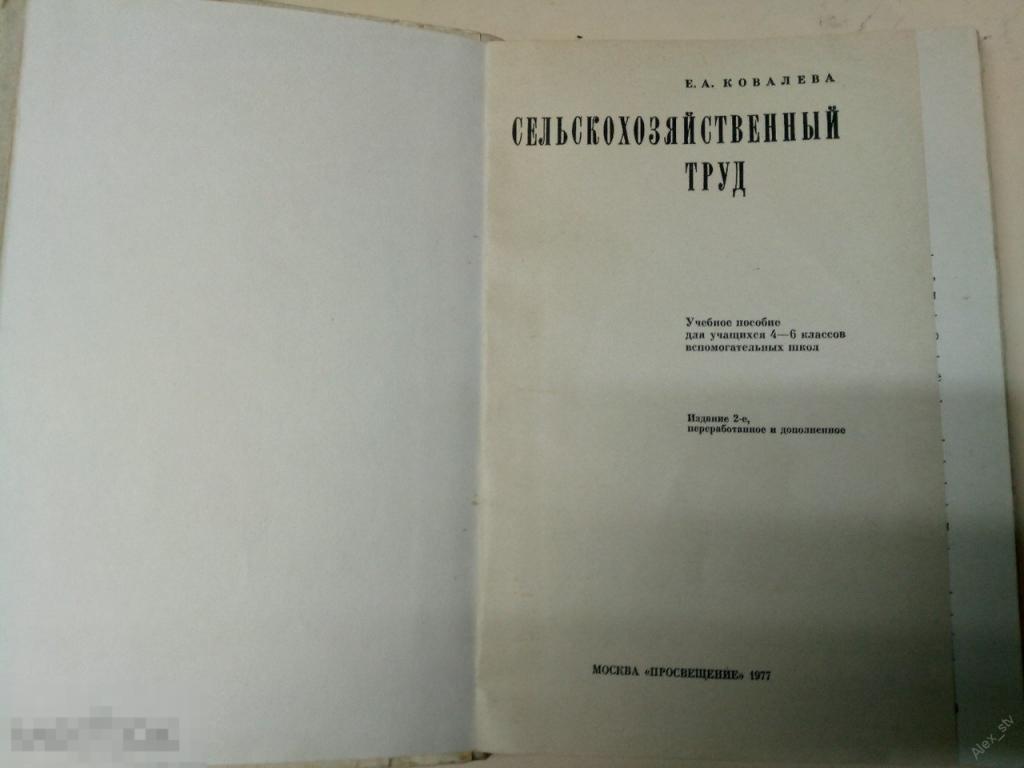 Е. А. КОВАЛЕВА
СЕЛЬСКОХОЗЯЙСТВЕННЫЙ
ТРУД
Учебное пособие
для учащихся 4—6 классов
вспомогательных школ
Издание 2-е,
переработанное и дополненное
МОСКВА «ПРОСВЕЩЕНИЕ» 1977
Alex_stv